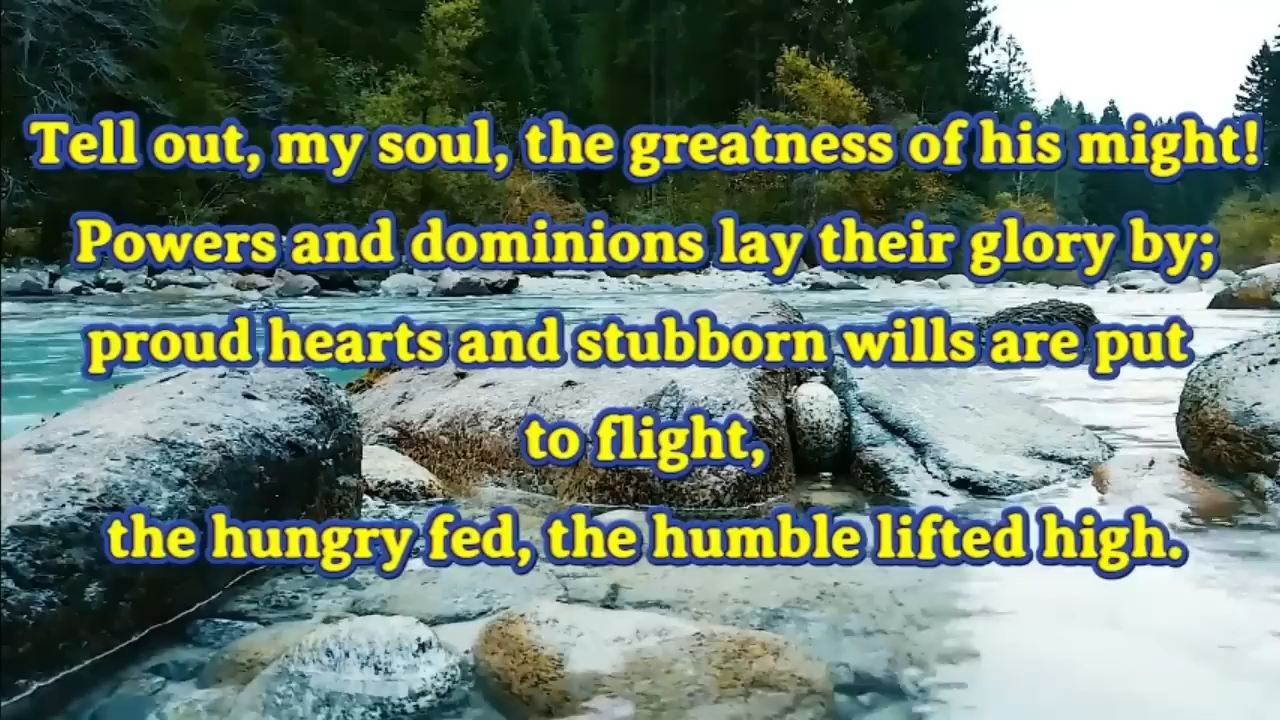 Tell out, my soul, the greatness of his might!
Powers and dominions lay their glory by;
proud hearts and stubborn wills are put
to flight,
the hungry fed, the humble lifted high.